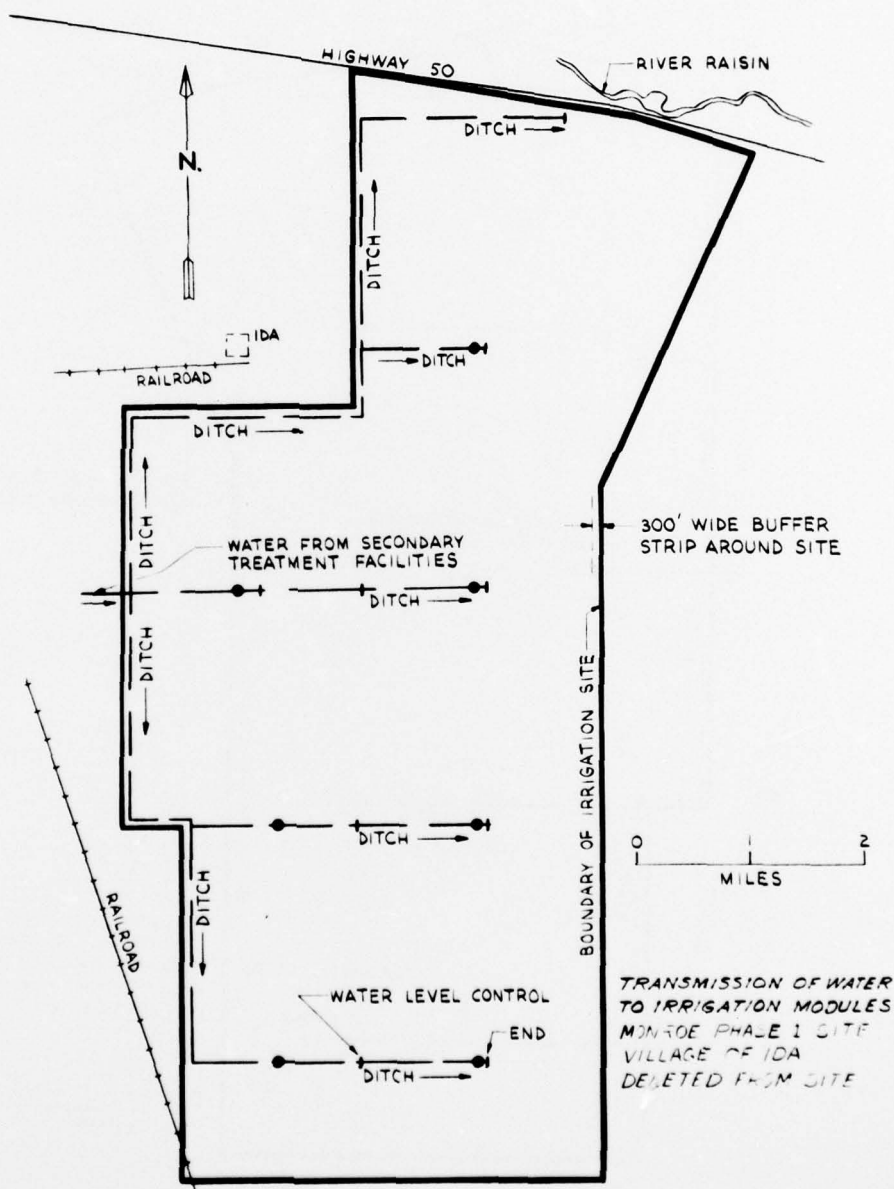 HIGHWAY 50
RIVER RAISIN
DITCH
N.
DITCH
IDA
DITCH
RAILROAD
DITCH
300' WIDE BUFFER
STRIP AROUND SITE
DITCH
WATER FROM SECONDARY
TREATMENT FACILITIES
DITCH
DITCH
BOUNDARY OF IRRIGATION SITE
DITCH
0 1 2
MILES
RAILROAD
DITCH
WATER LEVEL CONTROL
END
DITCH
TRANSMISSION OF WATER
TO IRRIGATION MODULES
MONROE PHASE 1 SITE
VILLAGE OF IDA
DELETED FROM SITE